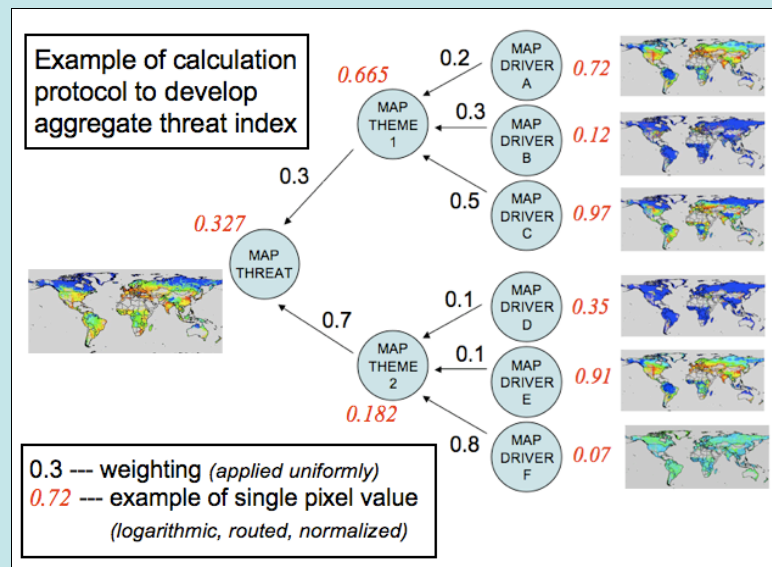 Example of calculation
protocol to develop
aggregate threat index
MAP
THREAT
0.327
0.3
0.7
MAP
THEME
1
0.665
0.2
0.3
0.5
MAP
DRIVER
A
0.72
MAP
DRIVER
B
0.12
MAP
DRIVER
C
0.97
MAP
THEME
2
0.182
0.1
0.1
0.8
MAP
DRIVER
D
0.35
MAP
DRIVER
E
0.91
MAP
DRIVER
F
0.07
0.3 --- weighting (applied uniformly)
0.72 --- example of single pixel value
(logarithmic, routed, normalized)